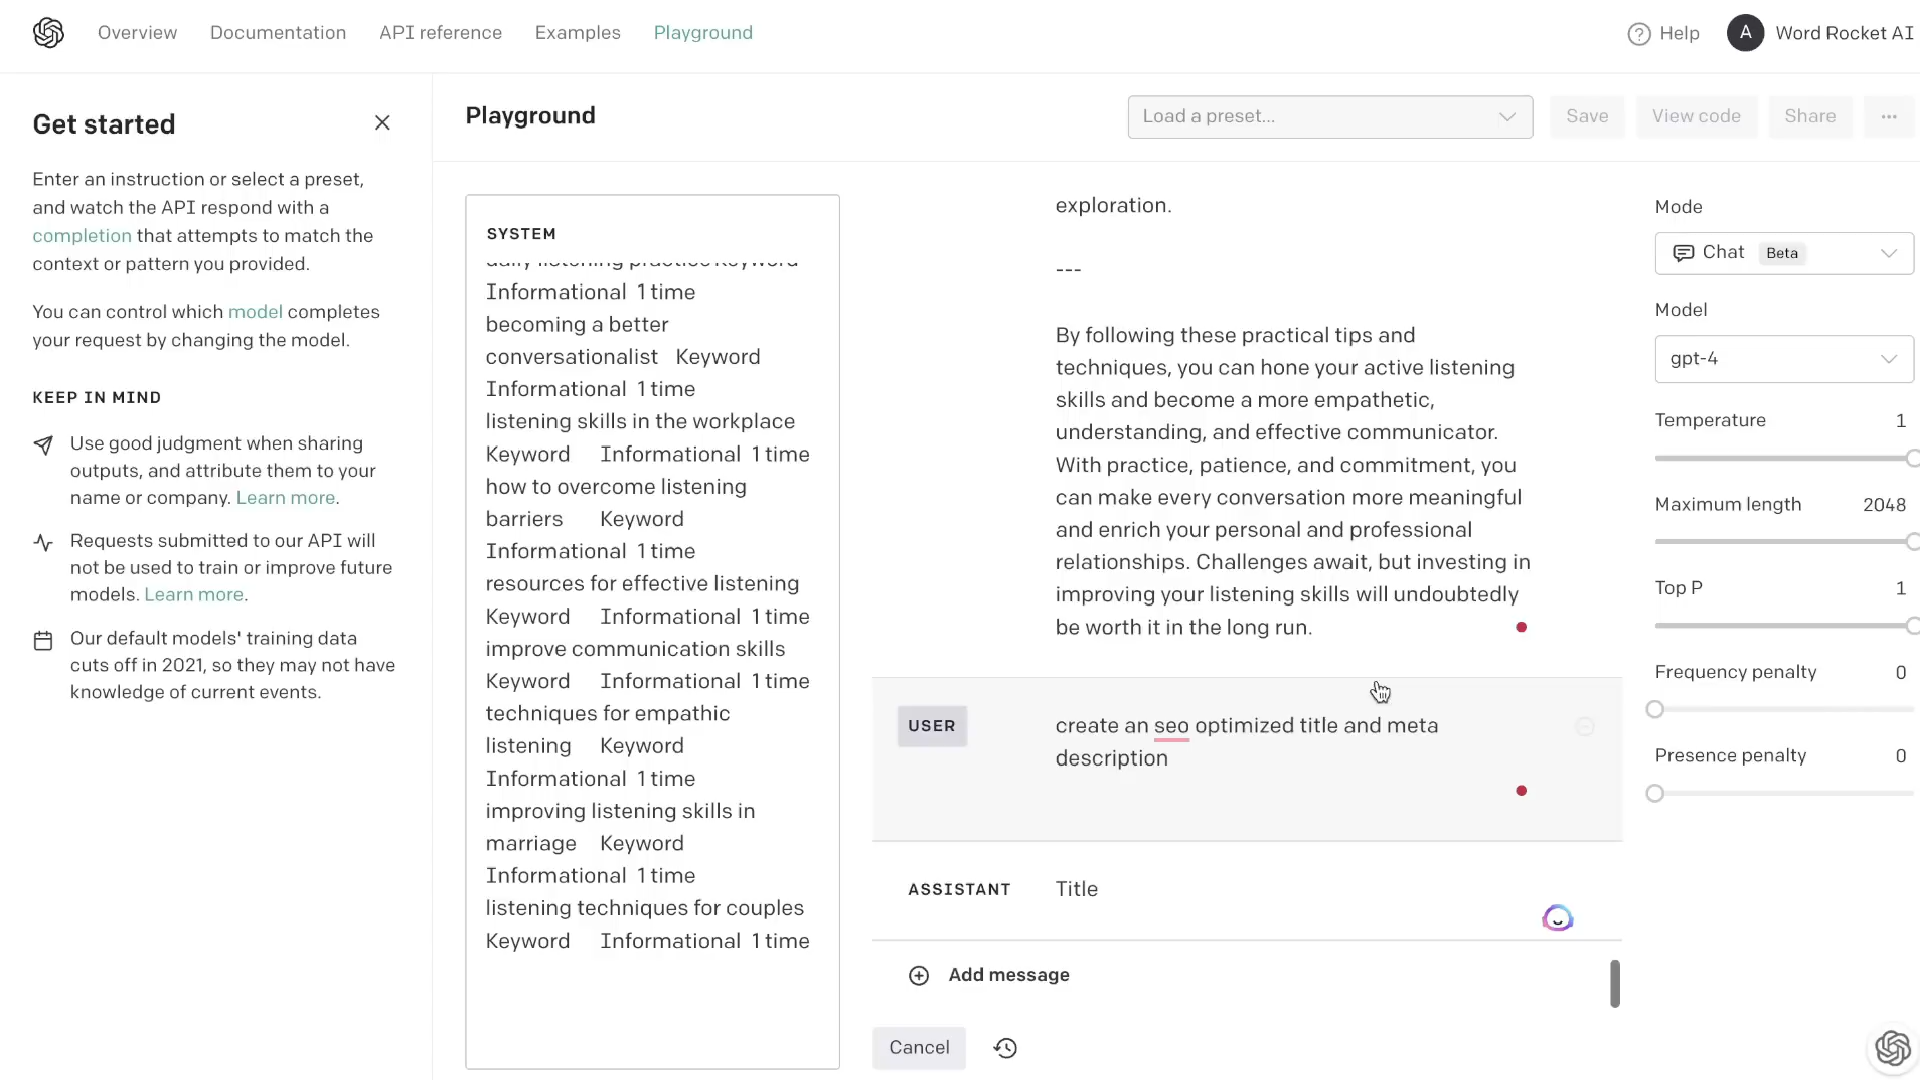 Overview Documentation API reference Examples Playground
Help A Word Rocket AI
Get started
Enter an instruction or select a preset,
and watch the API respond with a
completion that attempts to match the
context or pattern you provided.
You can control which model completes
your request by changing the model.
KEEP IN MIND
Use good judgment when sharing
outputs, and attribute them to your
name or company. Learn more.
Requests submitted to our API will
not be used to train or improve future
models. Learn more.
Our default models' training data
cuts off in 2021, so they may not have
knowledge of current events.
Playground
Load a preset...
Save
View code
Share
...
SYSTEM
daily listening practice Keyword
Informational 1 time
becoming a better
conversationalist Keyword
Informational 1 time
listening skills in the workplace
Keyword Informational 1 time
how to overcome listening
barriers Keyword
Informational 1 time
resources for effective listening
Keyword Informational 1 time
improve communication skills
Keyword Informational 1 time
techniques for empathic
listening Keyword
Informational 1 time
improving listening skills in
marriage Keyword
Informational 1 time
listening techniques for couples
Keyword Informational 1 time
exploration.
---
By following these practical tips and
techniques, you can hone your active listening
skills and become a more empathetic,
understanding, and effective communicator.
With practice, patience, and commitment, you
can make every conversation more meaningful
and enrich your personal and professional
relationships. Challenges await, but investing in
improving your listening skills will undoubtedly
be worth it in the long run.
USER
create an seo optimized title and meta
description
ASSISTANT
Title
Add message
Cancel
Mode
Chat Beta
Model
gpt-4
Temperature 1
Maximum length 2048
Top P 1
Frequency penalty 0
Presence penalty 0